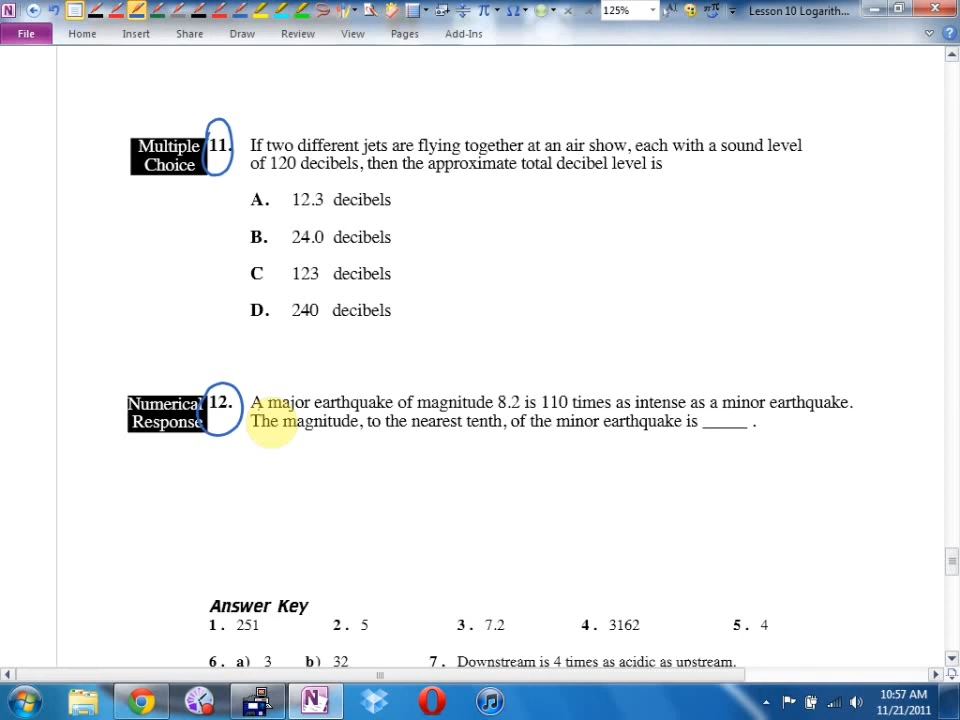 125%
Lesson 10 Logarith...
File Home Insert Share Draw Review View Pages Add-Ins
Multiple Choice
11. If two different jets are flying together at an air show, each with a sound level
of 120 decibels, then the approximate total decibel level is
A. 12.3 decibels
B. 24.0 decibels
C 123 decibels
D. 240 decibels
Numerical Response
12. A major earthquake of magnitude 8.2 is 110 times as intense as a minor earthquake.
The magnitude, to the nearest tenth, of the minor earthquake is _____ .
Answer Key
1. 251 2. 5 3. 7.2 4. 3162 5. 4
6. a) 3 b) 32 7. Downstream is 4 times as acidic as upstream.
10:57 AM
11/21/2011